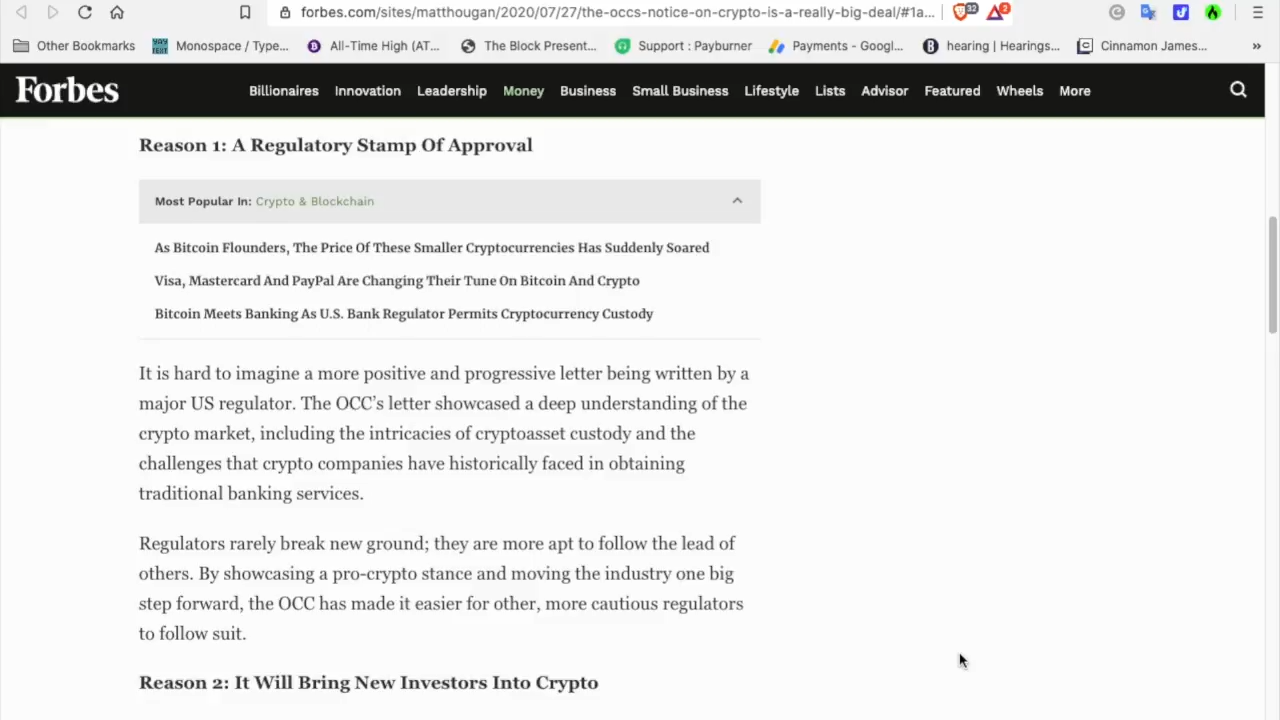 forbes.com/sites/matthougan/2020/07/27/the-occs-notice-on-crypto-is-a-really-big-deal/#1a...
32
2
Other Bookmarks
Monospace / Type...
All-Time High (AT...
The Block Present...
Support : Payburner
Payments - Googl...
hearing | Hearings...
Cinnamon James...
»
Forbes
Billionaires
Innovation
Leadership
Money
Business
Small Business
Lifestyle
Lists
Advisor
Featured
Wheels
More
Reason 1: A Regulatory Stamp Of Approval
Most Popular In: Crypto & Blockchain
As Bitcoin Flounders, The Price Of These Smaller Cryptocurrencies Has Suddenly Soared
Visa, Mastercard And PayPal Are Changing Their Tune On Bitcoin And Crypto
Bitcoin Meets Banking As U.S. Bank Regulator Permits Cryptocurrency Custody
It is hard to imagine a more positive and progressive letter being written by a
major US regulator. The OCC's letter showcased a deep understanding of the
crypto market, including the intricacies of cryptoasset custody and the
challenges that crypto companies have historically faced in obtaining
traditional banking services.
Regulators rarely break new ground; they are more apt to follow the lead of
others. By showcasing a pro-crypto stance and moving the industry one big
step forward, the OCC has made it easier for other, more cautious regulators
to follow suit.
Reason 2: It Will Bring New Investors Into Crypto